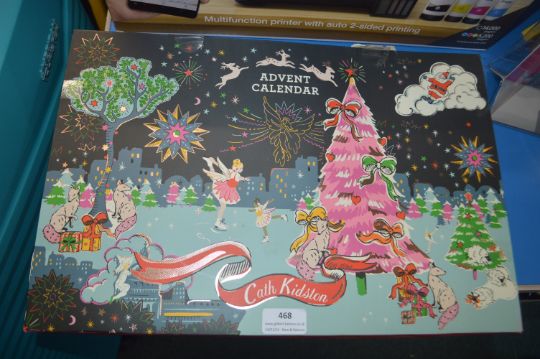 Multifunction printer with auto 2-sided printing
ADVENT
CALENDAR
Cath Kidston
468